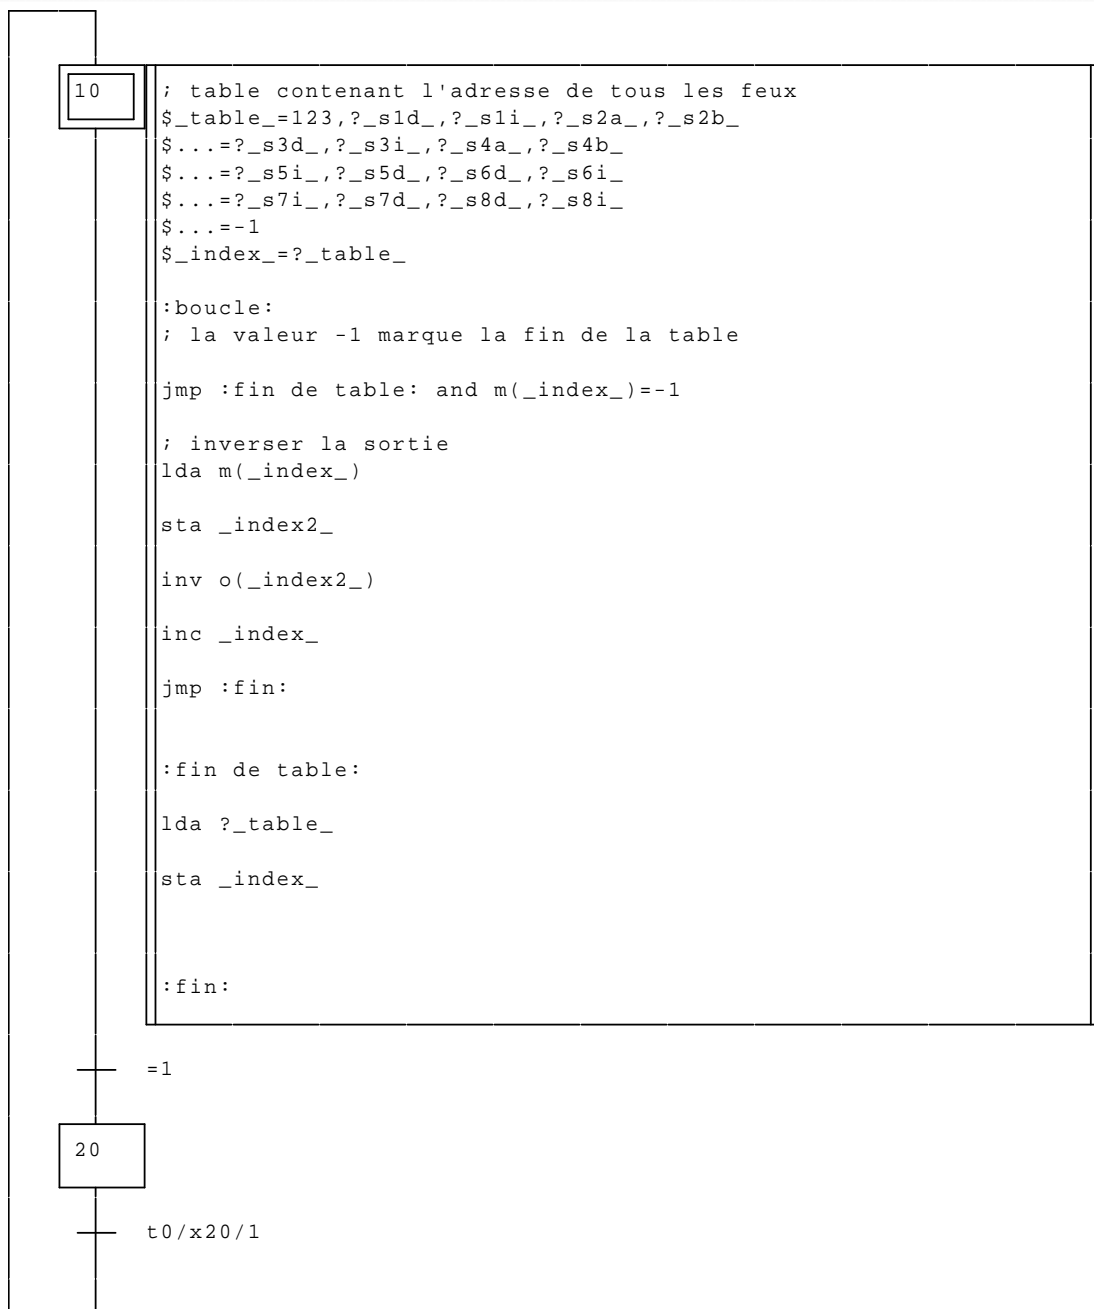 10
; table contenant l'adresse de tous les feux
$_table_=123,?_s1d_,?_s1i_,?_s2a_,?_s2b_
$...=?_s3d_,?_s3i_,?_s4a_,?_s4b_
$...=?_s5i_,?_s5d_,?_s6d_,?_s6i_
$...=?_s7i_,?_s7d_,?_s8d_,?_s8i_
$...=-1
$_index_=?_table_
:boucle:
; la valeur -1 marque la fin de la table
jmp :fin de table: and m(_index_)=-1
; inverser la sortie
lda m(_index_)
sta _index2_
inv o(_index2_)
inc _index_
jmp :fin:
:fin de table:
lda ?_table_
sta _index_
:fin:
=1
20
t0/x20/1